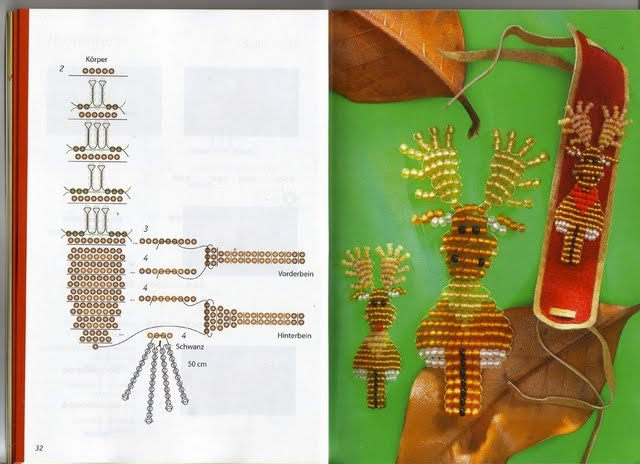 Körper
2
3
4
Vorderbein
4
Hinterbein
4
Schwanz
50 cm
32